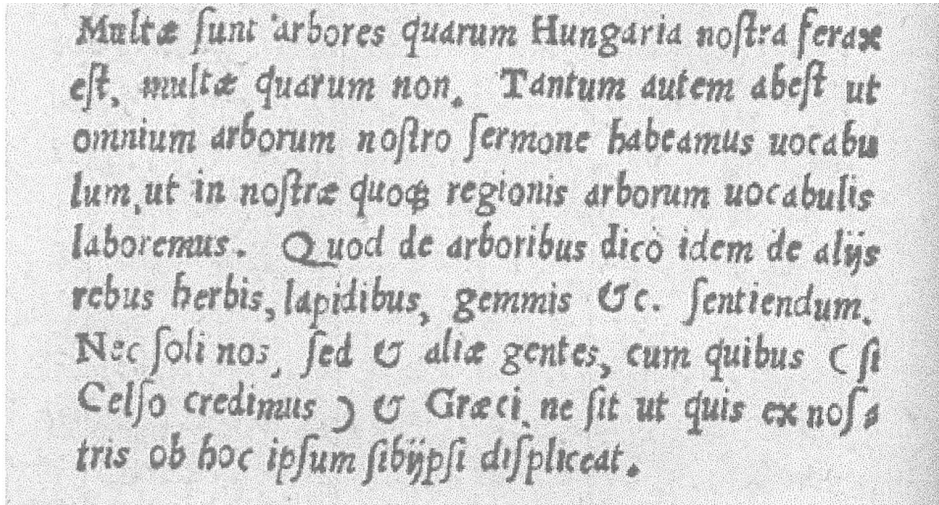 Multæ ſunt arbores quarum Hungaria noſtra ferax
eſt, multæ quarum non. Tantum autem abeſt ut
omnium arborum noſtro ſermone habeamus uocabu
lum, ut in noſtræ quoqꝫ regionis arborum uocabulis
laboremus. Quod de arboribus dico idem de alijs
rebus herbis, lapidibus, gemmis &c. ſentiendum.
Nec ſoli nos, ſed & aliæ gentes, cum quibus (ſi
Celſo credimus) & Græci, ne ſit ut quis ex noſ⸗
tris ob hoc ipſum ſibijpſi diſpliceat.